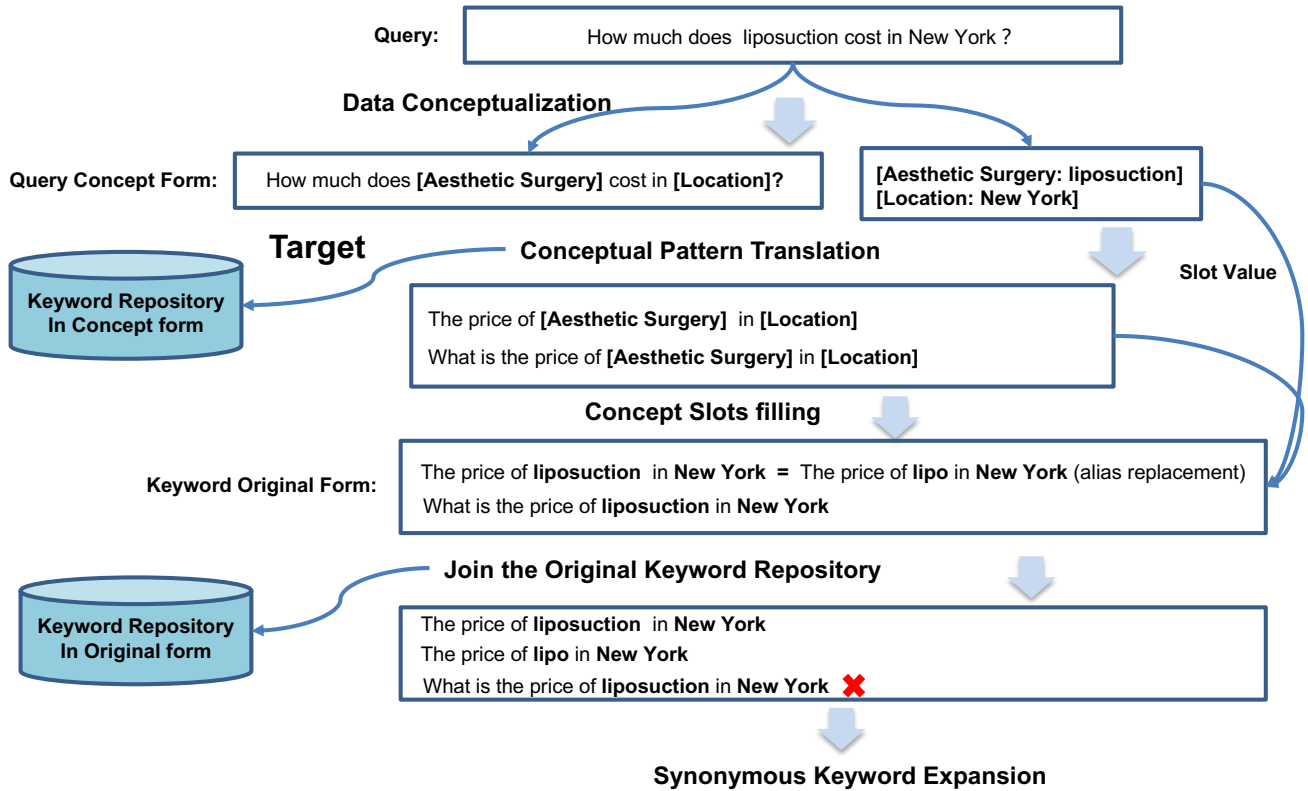 Query:
How much does liposuction cost in New York ?
Data Conceptualization
Query Concept Form:
How much does [Aesthetic Surgery] cost in [Location]?
[Aesthetic Surgery: liposuction]
[Location: New York]
Target
Conceptual Pattern Translation
Slot Value
Keyword Repository
In Concept form
The price of [Aesthetic Surgery] in [Location]
What is the price of [Aesthetic Surgery] in [Location]
Concept Slots filling
Keyword Original Form:
The price of liposuction in New York = The price of lipo in New York (alias replacement)
What is the price of liposuction in New York
Join the Original Keyword Repository
Keyword Repository
In Original form
The price of liposuction in New York
The price of lipo in New York
What is the price of liposuction in New York
Synonymous Keyword Expansion